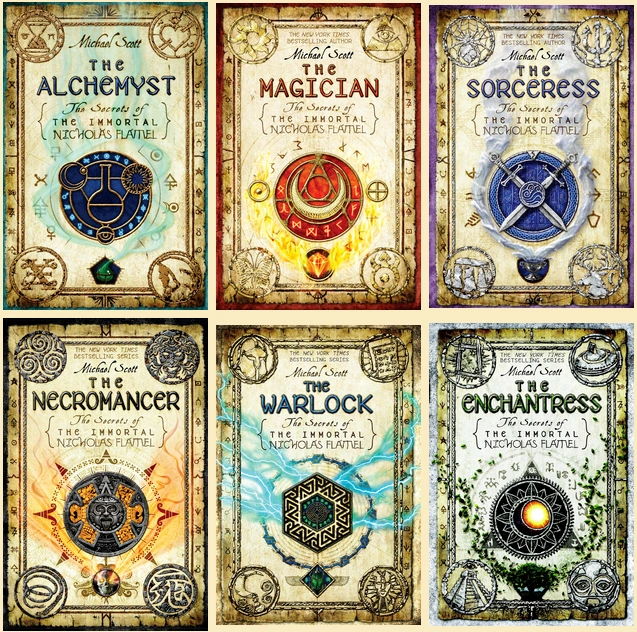 Michael Scott
THE
ALCHEMYST
The Secrets of
THE IMMORTAL
NICHOLAS FLAMEL
THE NEW YORK TIMES
BESTSELLING AUTHOR
Michael Scott
THE
MAGICIAN
The Secrets of
THE IMMORTAL
NICHOLAS FLAMEL
THE NEW YORK TIMES
BESTSELLING AUTHOR
Michael Scott
THE
SORCERESS
The Secrets of
THE IMMORTAL
NICHOLAS FLAMEL
THE NEW YORK TIMES
BESTSELLING SERIES
Michael Scott
THE
NECROMANCER
The Secrets of
THE IMMORTAL
NICHOLAS FLAMEL
THE NEW YORK TIMES
BESTSELLING SERIES
Michael Scott
THE
WARLOCK
The Secrets of
THE IMMORTAL
NICHOLAS FLAMEL
THE NEW YORK TIMES
BESTSELLING SERIES
Michael Scott
THE
ENCHANTRESS
The Secrets of
THE IMMORTAL
NICHOLAS FLAMEL